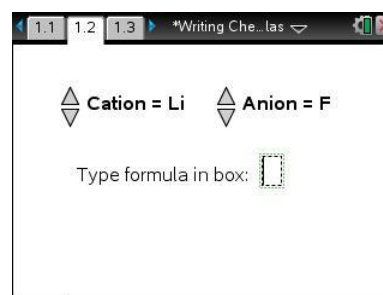 1.1 1.2 1.3 *Writing Che...las
Cation = Li Anion = F
Type formula in box: